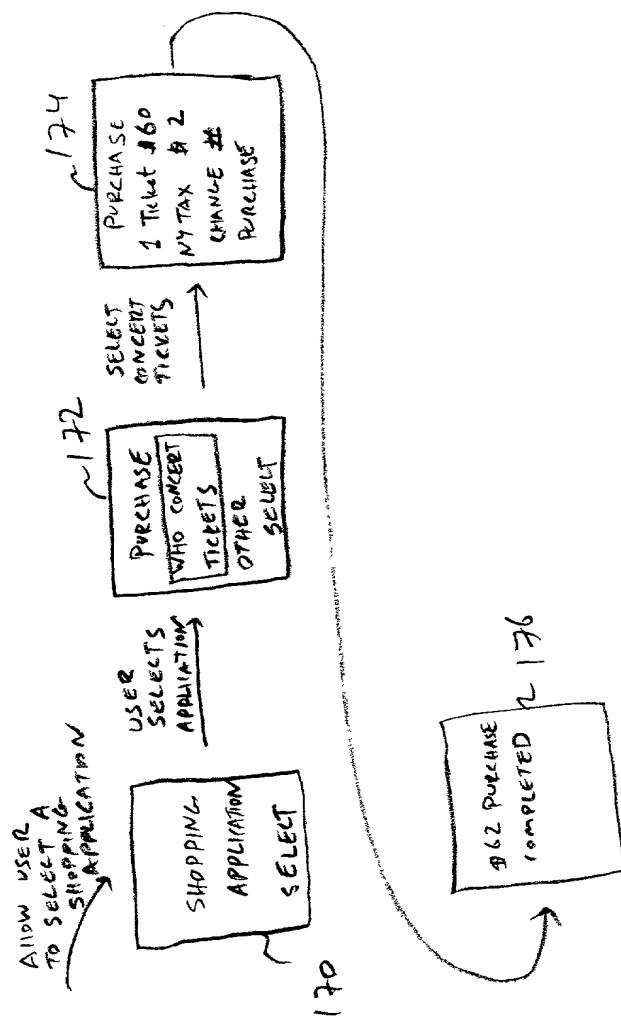 ALLOW USER
TO SELECT A
SHOPPING
APPLICATION
SHOPPING
APPLICATION
SELECT
170
USER
SELECTS
APPLICATION
PURCHASE
WHO CONCERT
TICKETS
OTHER
SELECT
172
SELECT
CONCERT
TICKETS
PURCHASE
1 Ticket $60
NY TAX $2
CHANGE #
PURCHASE
174
$62 PURCHASE
COMPLETED
176